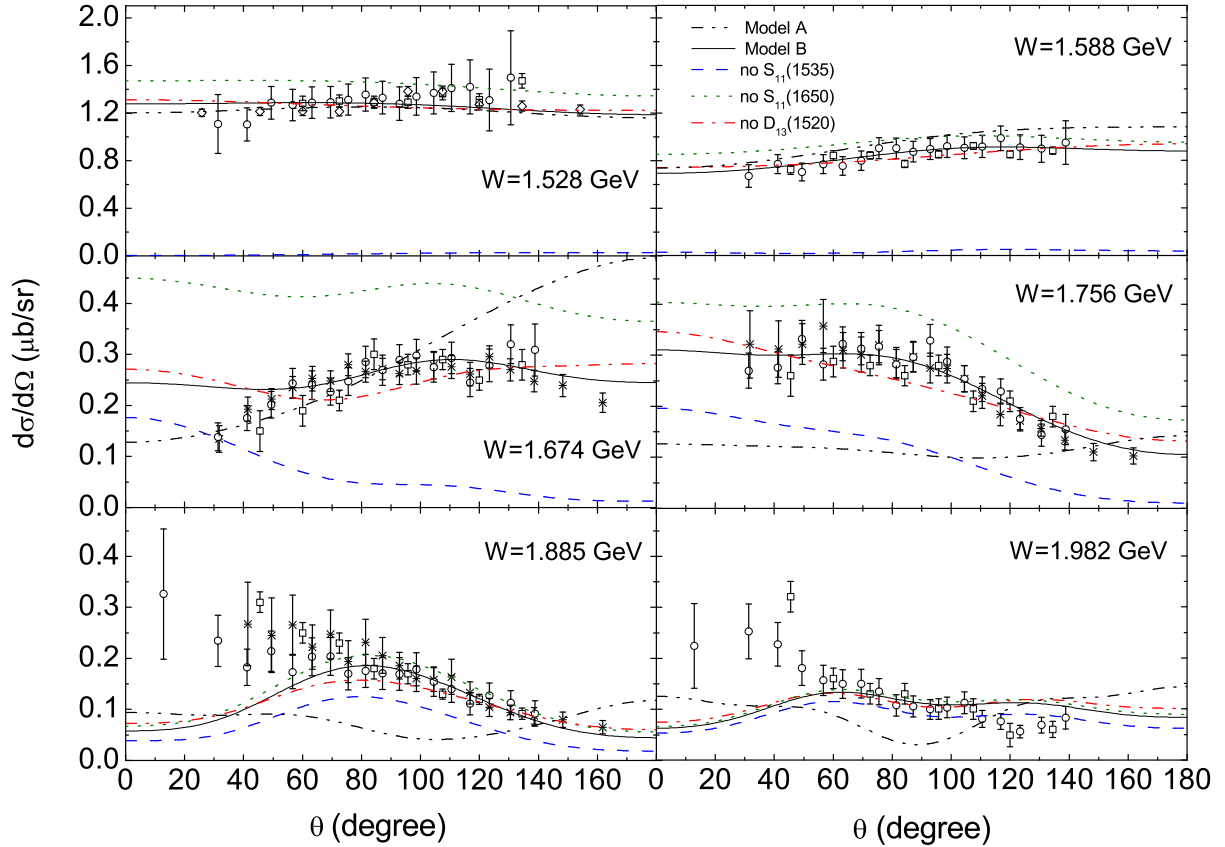 2.0
1.6
1.2
0.8
0.4
0.0
W=1.528 GeV
Model A
Model B
no S11(1535)
no S11(1650)
no D13(1520)
W=1.588 GeV
0.4
0.3
0.2
0.1
0.0
W=1.674 GeV
W=1.756 GeV
dσ/dΩ (μb/sr)
0.4
0.3
0.2
0.1
0.0
W=1.885 GeV
W=1.982 GeV
0 20 40 60 80 100 120 140 160
0 20 40 60 80 100 120 140 160 180
θ (degree)
θ (degree)